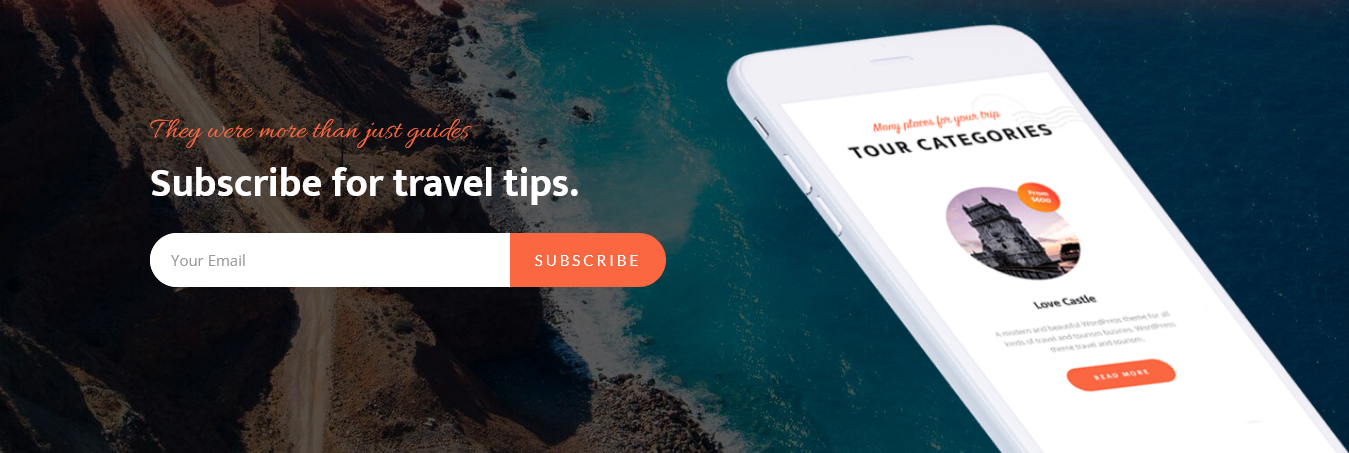 They were more than just guides
Subscribe for travel tips.
Your Email
SUBSCRIBE
Many places for your trip
TOUR CATEGORIES
From
$600
Love Castle
A modern and beautiful WordPress theme for all
kinds of travel and tourism busines. WordPress
theme travel and tourism.
READ MORE